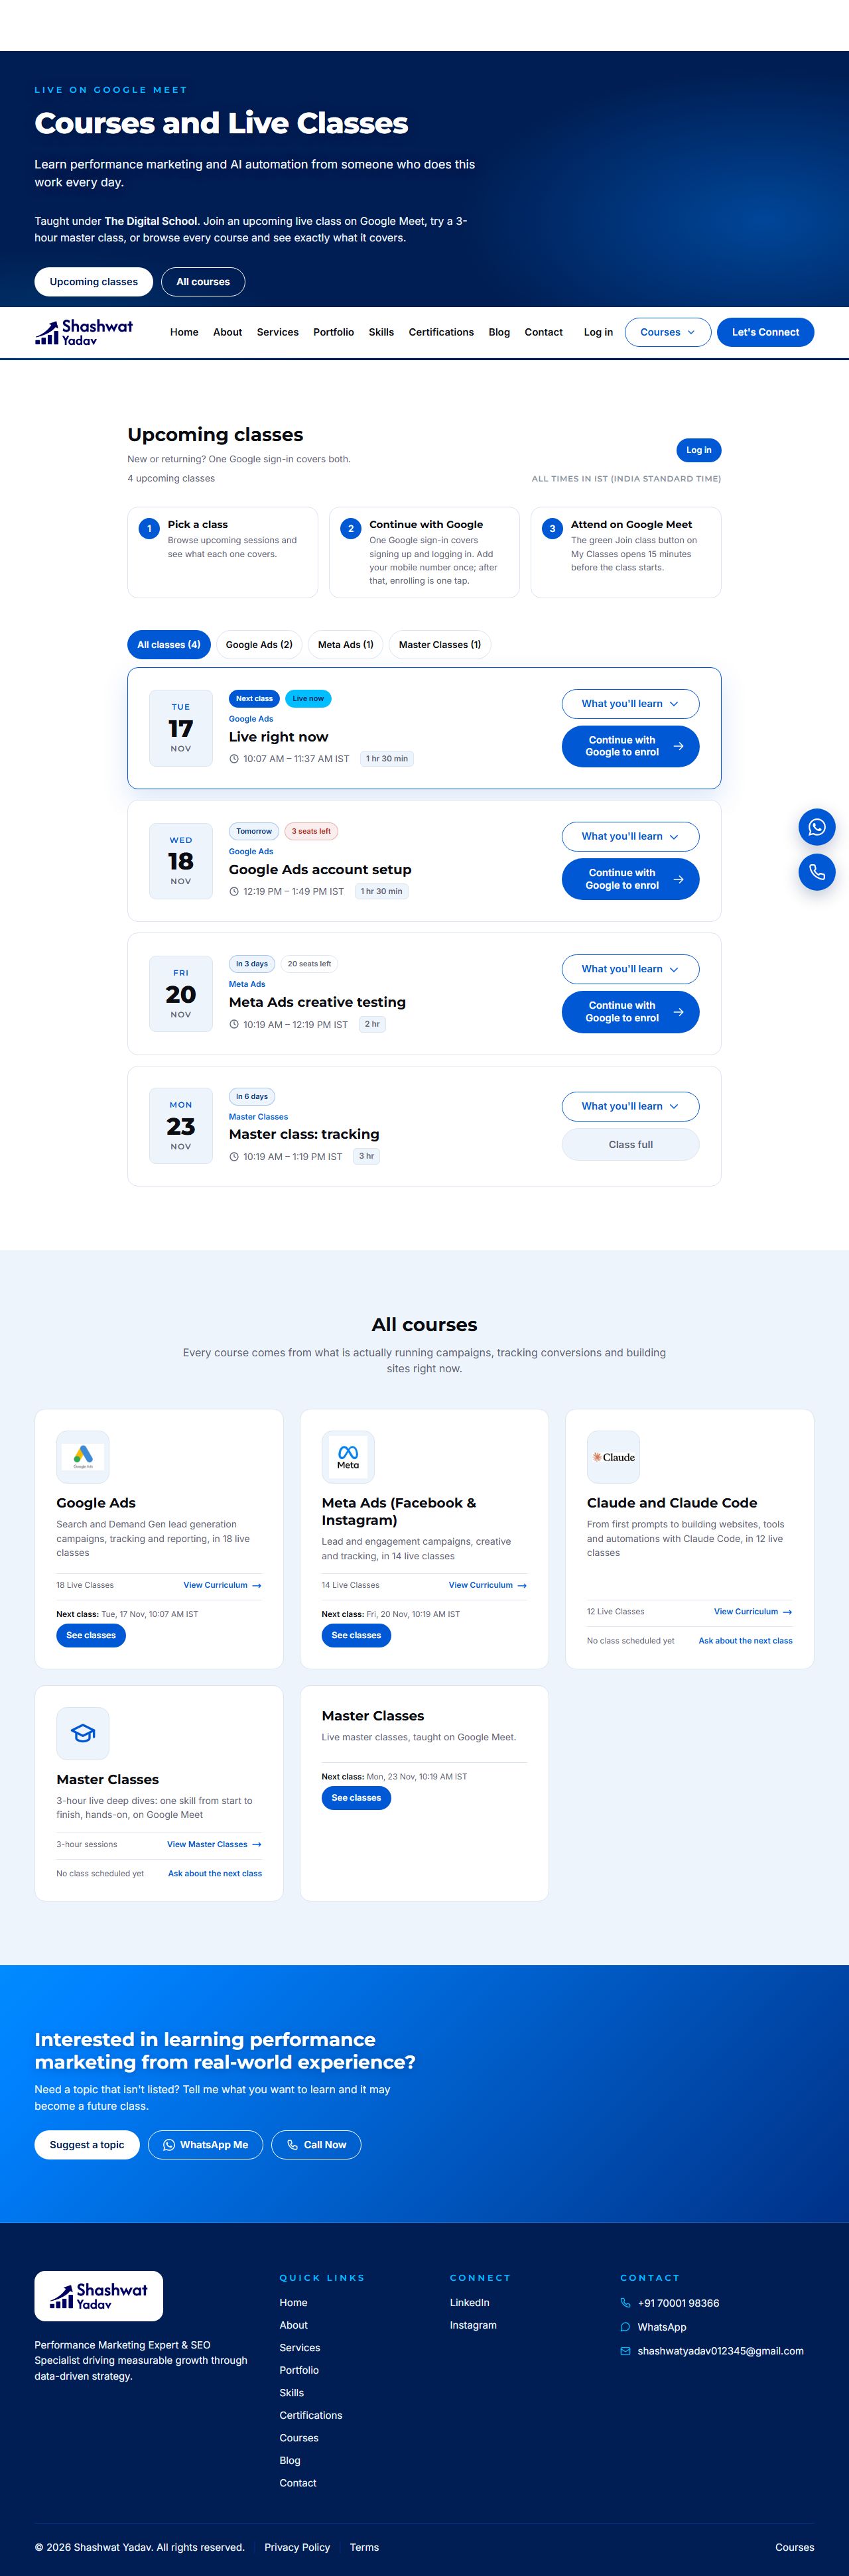 LIVE ON GOOGLE MEET
Courses and Live Classes
Learn performance marketing and AI automation from someone who does this
work every day.
Taught under The Digital School. Join an upcoming live class on Google Meet, try a 3-
hour master class, or browse every course and see exactly what it covers.
Upcoming classes
All courses
Shashwat
Yadav
Home
About
Services
Portfolio
Skills
Certifications
Blog
Contact
Log in
Courses
Let's Connect
Upcoming classes
New or returning? One Google sign-in covers both.
Log in
4 upcoming classes
ALL TIMES IN IST (INDIA STANDARD TIME)
1
Pick a class
Browse upcoming sessions and
see what each one covers.
2
Continue with Google
One Google sign-in covers
signing up and logging in. Add
your mobile number once; after
that, enrolling is one tap.
3
Attend on Google Meet
The green Join class button on
My Classes opens 15 minutes
before the class starts.
All classes (4)
Google Ads (2)
Meta Ads (1)
Master Classes (1)
TUE
17
NOV
Next class
Live now
Google Ads
Live right now
10:07 AM – 11:37 AM IST
1 hr 30 min
What you'll learn
Continue with
Google to enrol
WED
18
NOV
Tomorrow
3 seats left
Google Ads
Google Ads account setup
12:19 PM – 1:49 PM IST
1 hr 30 min
What you'll learn
Continue with
Google to enrol
FRI
20
NOV
In 3 days
20 seats left
Meta Ads
Meta Ads creative testing
10:19 AM – 12:19 PM IST
2 hr
What you'll learn
Continue with
Google to enrol
MON
23
NOV
In 6 days
Master Classes
Master class: tracking
10:19 AM – 1:19 PM IST
3 hr
What you'll learn
Class full
All courses
Every course comes from what is actually running campaigns, tracking conversions and building
sites right now.
Google Ads
Google Ads
Search and Demand Gen lead generation
campaigns, tracking and reporting, in 18 live
classes
18 Live Classes
View Curriculum
Next class: Tue, 17 Nov, 10:07 AM IST
See classes
Meta
Meta Ads (Facebook &
Instagram)
Lead and engagement campaigns, creative
and tracking, in 14 live classes
14 Live Classes
View Curriculum
Next class: Fri, 20 Nov, 10:19 AM IST
See classes
Claude
Claude and Claude Code
From first prompts to building websites, tools
and automations with Claude Code, in 12 live
classes
12 Live Classes
View Curriculum
No class scheduled yet
Ask about the next class
Master Classes
3-hour live deep dives: one skill from start to
finish, hands-on, on Google Meet
3-hour sessions
View Master Classes
No class scheduled yet
Ask about the next class
Master Classes
Live master classes, taught on Google Meet.
Next class: Mon, 23 Nov, 10:19 AM IST
See classes
Interested in learning performance
marketing from real-world experience?
Need a topic that isn't listed? Tell me what you want to learn and it may
become a future class.
Suggest a topic
WhatsApp Me
Call Now
Shashwat
Yadav
Performance Marketing Expert & SEO
Specialist driving measurable growth through
data-driven strategy.
QUICK LINKS
Home
About
Services
Portfolio
Skills
Certifications
Courses
Blog
Contact
CONNECT
LinkedIn
Instagram
CONTACT
+91 70001 98366
WhatsApp
shashwatyadav012345@gmail.com
© 2026 Shashwat Yadav. All rights reserved.
Privacy Policy
Terms
Courses